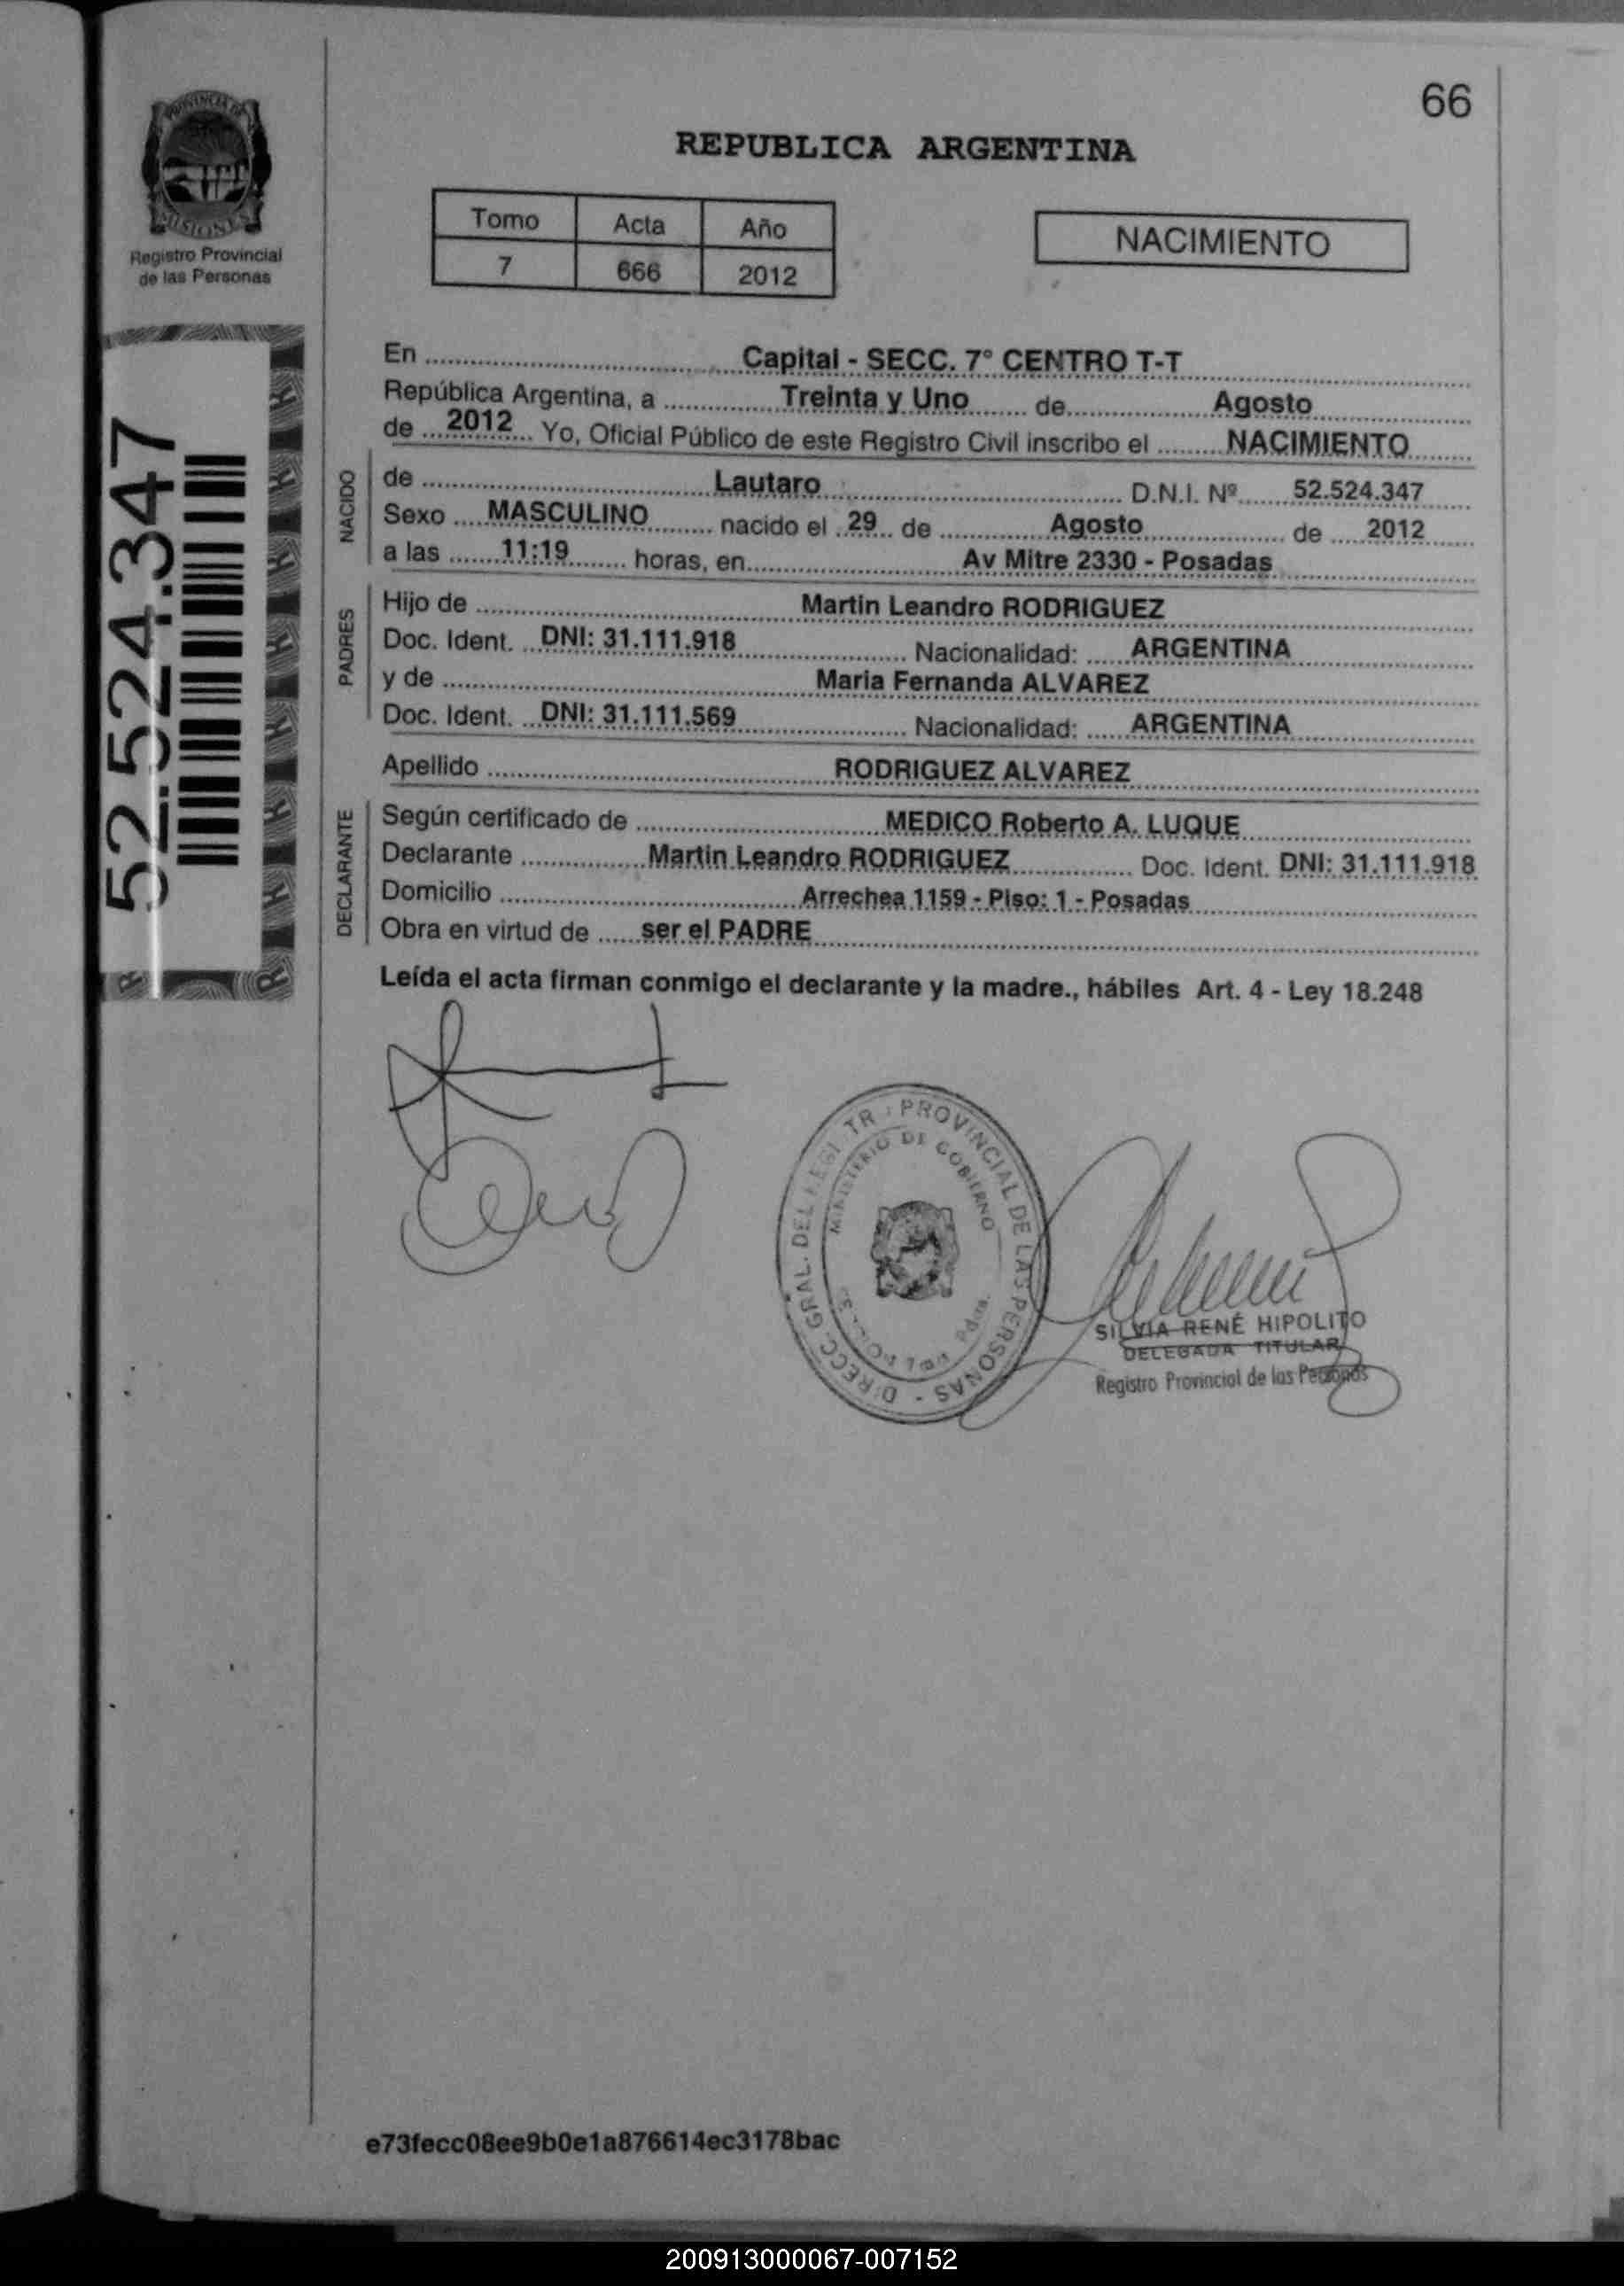 66
PROVINCIA DE
MISIONES
Registro Provincial
de las Personas
52.524.347
REPUBLICA ARGENTINA
Tomo Acta Año
7 666 2012
NACIMIENTO
En Capital - SECC. 7° CENTRO T-T
República Argentina, a Treinta y Uno de Agosto
de 2012 Yo, Oficial Público de este Registro Civil inscribo el NACIMIENTO
NACIDO
de Lautaro D.N.I. Nº 52.524.347
Sexo MASCULINO nacido el 29 de Agosto de 2012
a las 11:19 horas, en Av Mitre 2330 - Posadas
PADRES
Hijo de Martin Leandro RODRIGUEZ
Doc. Ident. DNI: 31.111.918 Nacionalidad: ARGENTINA
y de Maria Fernanda ALVAREZ
Doc. Ident. DNI: 31.111.569 Nacionalidad: ARGENTINA
Apellido RODRIGUEZ ALVAREZ
DECLARANTE
Según certificado de MEDICO Roberto A. LUQUE
Declarante Martin Leandro RODRIGUEZ Doc. Ident. DNI: 31.111.918
Domicilio Arrechea 1159 - Piso: 1 - Posadas
Obra en virtud de ser el PADRE
Leída el acta firman conmigo el declarante y la madre., hábiles Art. 4 - Ley 18.248
DIRECC. GRAL. DEL PROVINCIAL DE LAS PERSONAS
MINISTERIO DE GOBIERNO
SILVIA RENÉ HIPOLITO
DELEGADA TITULAR
Registro Provincial de las Personas
e73fecc08ee9b0e1a876614ec3178bac
200913000067-007152